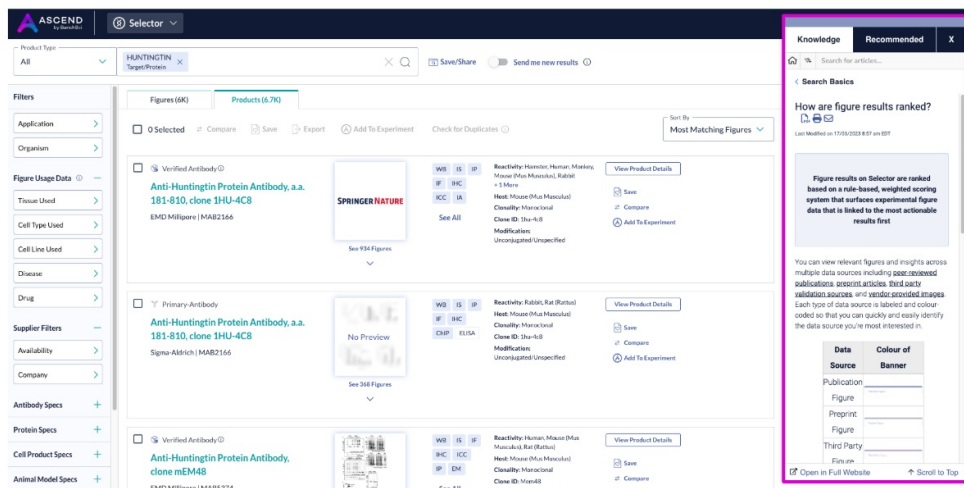 ASCEND
by BenchSci
Selector
Product Type
All
HUNTINGTIN ×
Target/Protein
Save/Share
Send me new results
Filters
Application
Organism
Figure Usage Data
Tissue Used
Cell Type Used
Cell Line Used
Disease
Drug
Supplier Filters
Availability
Company
Antibody Specs
Protein Specs
Cell Product Specs
Animal Model Specs
Figures (6K)
Products (6.7K)
0 Selected
Compare
Save
Export
Add To Experiment
Check for Duplicates
Sort By
Most Matching Figures
Verified Antibody
Anti-Huntingtin Protein Antibody, a.a.
181-810, clone 1HU-4C8
EMD Millipore | MAB2166
SPRINGER NATURE
See 934 Figures
WB IS IP
IF IHC
ICC IA
See All
Reactivity: Hamster, Human, Monkey,
Mouse (Mus Musculus), Rabbit
+ 1 More
Host: Mouse (Mus Musculus)
Clonality: Monoclonal
Clone ID: 1hu-4c8
Modification:
Unconjugated/Unspecified
View Product Details
Save
Compare
Add To Experiment
Primary-Antibody
Anti-Huntingtin Protein Antibody, a.a.
181-810, clone 1HU-4C8
Sigma-Aldrich | MAB2166
No Preview
See 368 Figures
WB IS IP
IF IHC
ChIP ELISA
Reactivity: Rabbit, Rat (Rattus)
Host: Mouse (Mus Musculus)
Clonality: Monoclonal
Clone ID: 1hu-4c8
Modification:
Unconjugated/Unspecified
View Product Details
Save
Compare
Add To Experiment
Verified Antibody
Anti-Huntingtin Protein Antibody,
clone mEM48
EMD Millipore | MAB5374
WB IS IF
IHC ICC
IP EM
See All
Reactivity: Human, Mouse (Mus
Musculus), Rat (Rattus)
Host: Mouse (Mus Musculus)
Clonality: Monoclonal
Clone ID: Mem48
View Product Details
Save
Compare
Knowledge
Recommended
X
Search for articles...
Search Basics
How are figure results ranked?
Last Modified on 17/03/2023 8:57 am EDT
Figure results on Selector are ranked
based on a rule-based, weighted scoring
system that surfaces experimental figure
data that is linked to the most actionable
results first
You can view relevant figures and insights across
multiple data sources including peer-reviewed
publications, preprint articles, third party
validation sources, and vendor-provided images.
Each type of data source is labeled and colour-
coded so that you can quickly and easily identify
the data source you're most interested in.
Data Source
Colour of Banner
Publication Figure
Preprint Figure
Third Party Figure
Open in Full Website
Scroll to Top